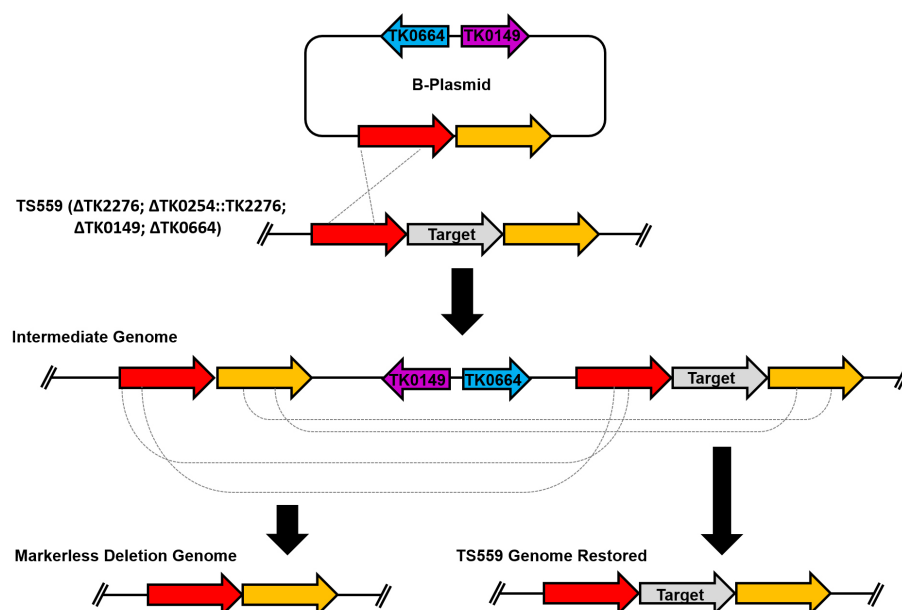 TK0664
TK0149
B-Plasmid
TS559 (ΔTK2276; ΔTK0254::TK2276;
ΔTK0149; ΔTK0664)
Target
Intermediate Genome
TK0149
TK0664
Target
Markerless Deletion Genome
TS559 Genome Restored
Target